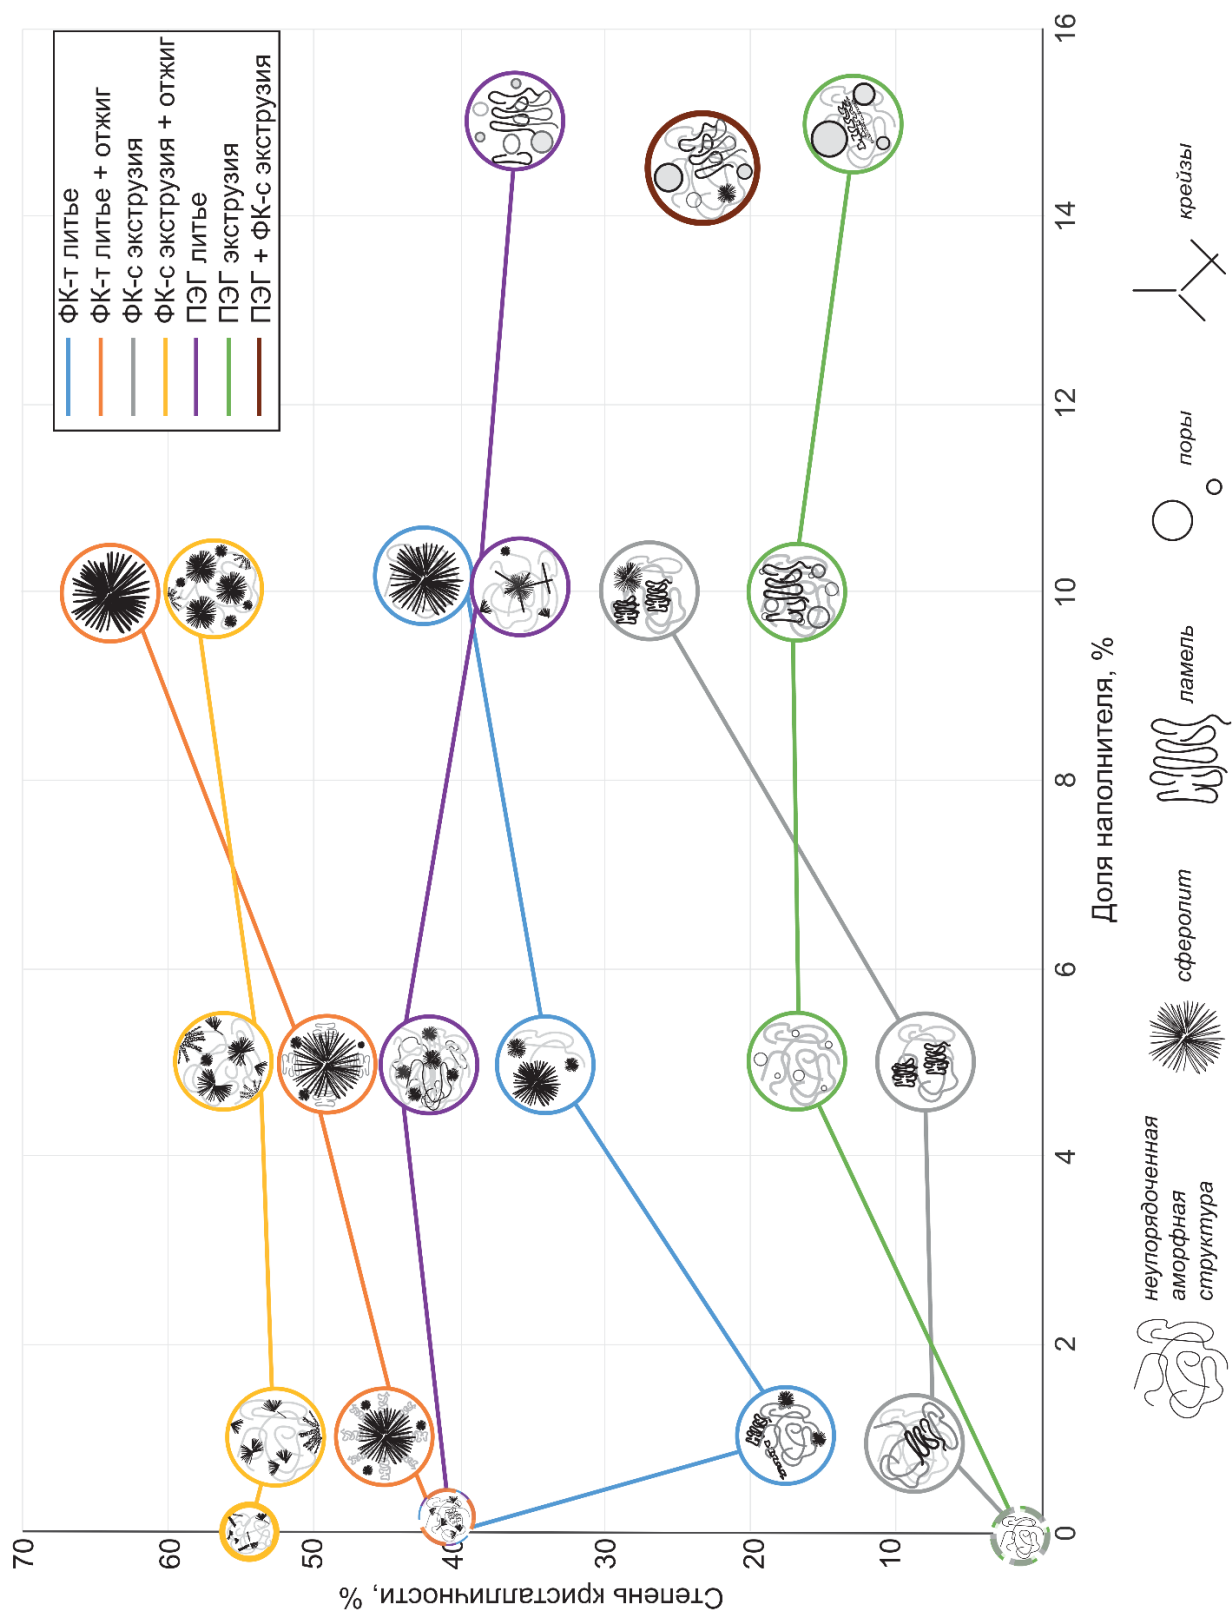 ФК-т литье
ФК-т литье + отжиг
ФК-с экструзия
ФК-с экструзия + отжиг
ПЭГ литье
ПЭГ экструзия
ПЭГ + ФК-с экструзия
Степень кристалличности, %
70
60
50
40
30
20
10
0
2
4
6
8
10
12
14
16
Доля наполнителя, %
неупорядоченная
аморфная
структура
сферолит
ламель
поры
крейзы